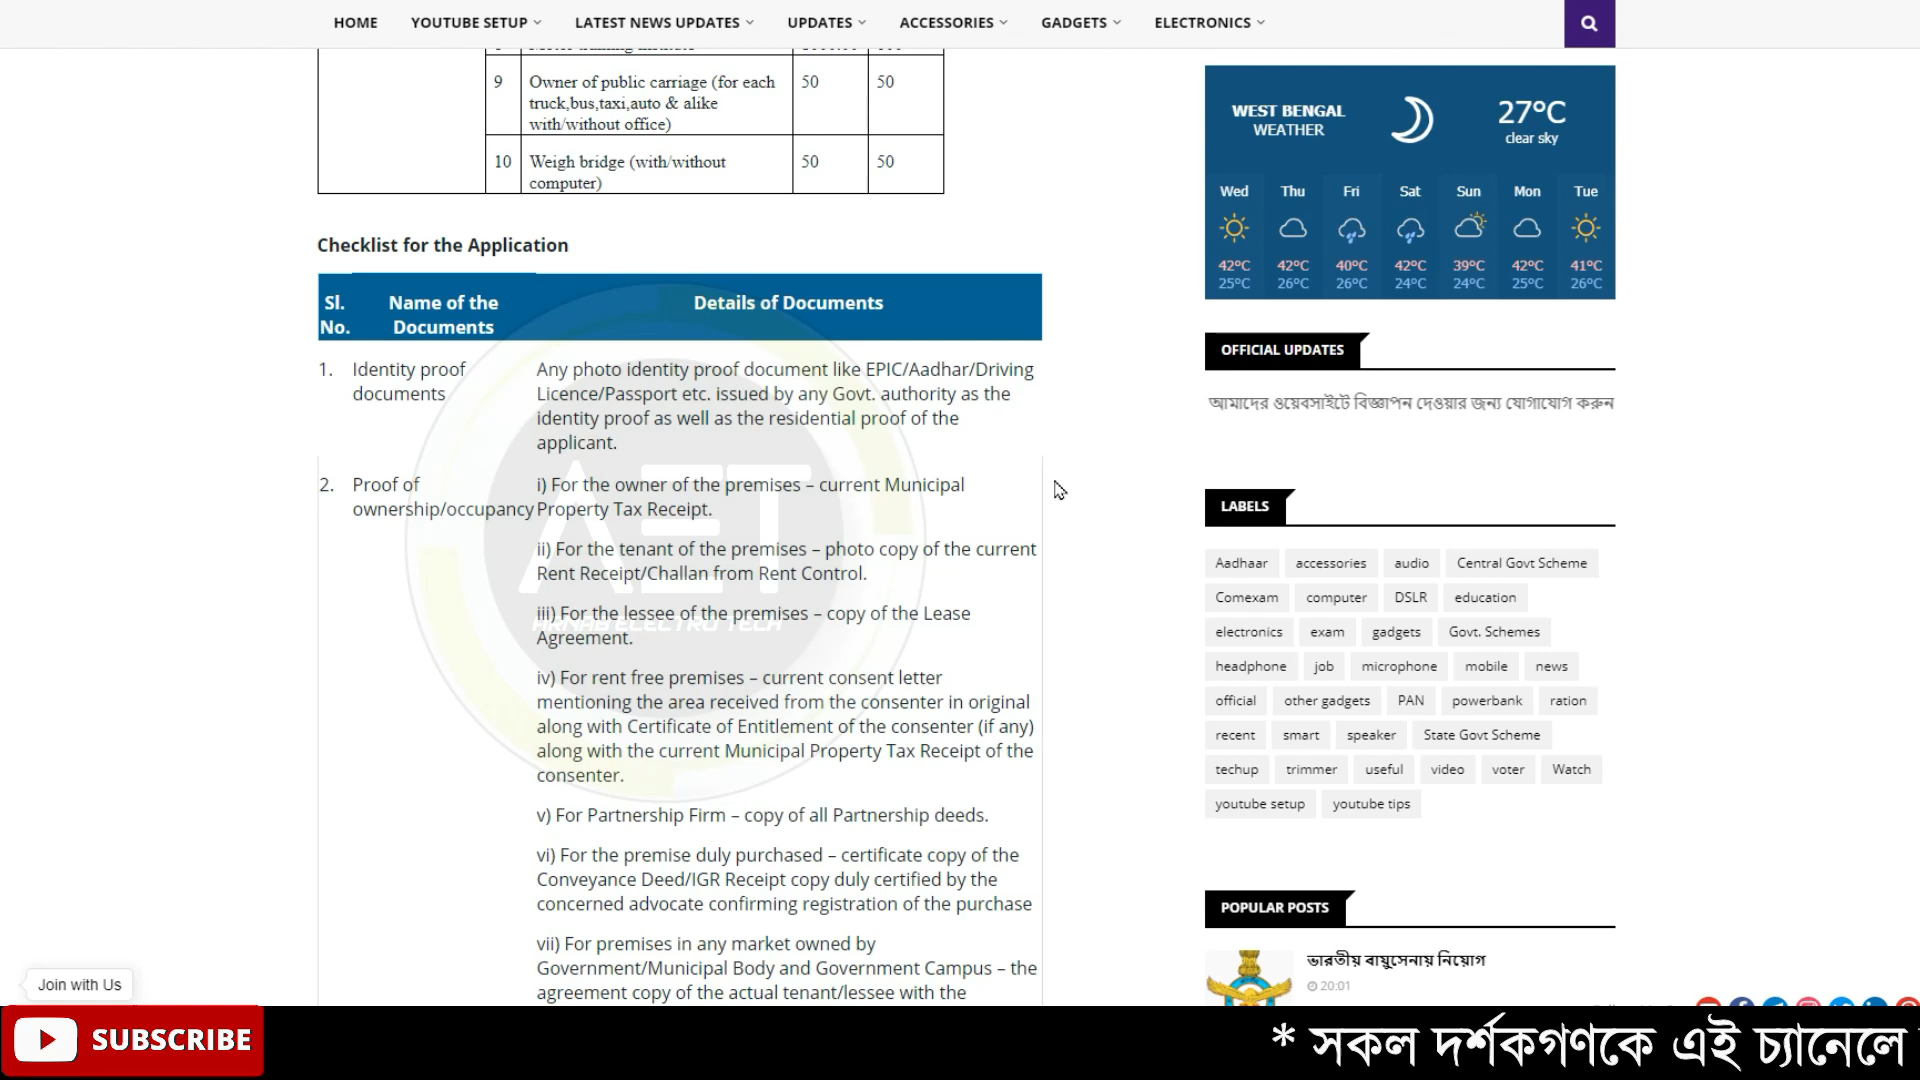 HOME YOUTUBE SETUP LATEST NEWS UPDATES UPDATES ACCESSORIES GADGETS ELECTRONICS
9 Owner of public carriage (for each 50 50
truck,bus,taxi,auto & alike
with/without office)
10 Weigh bridge (with/without 50 50
computer)
Checklist for the Application
Sl. Name of the Details of Documents
No. Documents
1. Identity proof Any photo identity proof document like EPIC/Aadhar/Driving
documents Licence/Passport etc. issued by any Govt. authority as the
identity proof as well as the residential proof of the
applicant.
2. Proof of i) For the owner of the premises – current Municipal
ownership/occupancy Property Tax Receipt.
ii) For the tenant of the premises – photo copy of the current
Rent Receipt/Challan from Rent Control.
iii) For the lessee of the premises – copy of the Lease
Agreement.
iv) For rent free premises – current consent letter
mentioning the area received from the consenter in original
along with Certificate of Entitlement of the consenter (if any)
along with the current Municipal Property Tax Receipt of the
consenter.
v) For Partnership Firm – copy of all Partnership deeds.
vi) For the premise duly purchased – certificate copy of the
Conveyance Deed/IGR Receipt copy duly certified by the
concerned advocate confirming registration of the purchase
vii) For premises in any market owned by
Government/Municipal Body and Government Campus – the
agreement copy of the actual tenant/lessee with the
AET
ARNAB ELECTRO TECH
WEST BENGAL 27°C
WEATHER clear sky
Wed Thu Fri Sat Sun Mon Tue
42°C 42°C 40°C 42°C 39°C 42°C 41°C
25°C 26°C 26°C 24°C 24°C 25°C 26°C
OFFICIAL UPDATES
আমাদের ওয়েবসাইটে বিজ্ঞাপন দেওয়ার জন্য যোগাযোগ করুন
LABELS
Aadhaar accessories audio Central Govt Scheme
Comexam computer DSLR education
electronics exam gadgets Govt. Schemes
headphone job microphone mobile news
official other gadgets PAN powerbank ration
recent smart speaker State Govt Scheme
techup trimmer useful video voter Watch
youtube setup youtube tips
POPULAR POSTS
ভারতীয় বায়ুসেনায় নিয়োগ
20:01
Join with Us
SUBSCRIBE
* সকল দর্শকগণকে এই চ্যানেলে